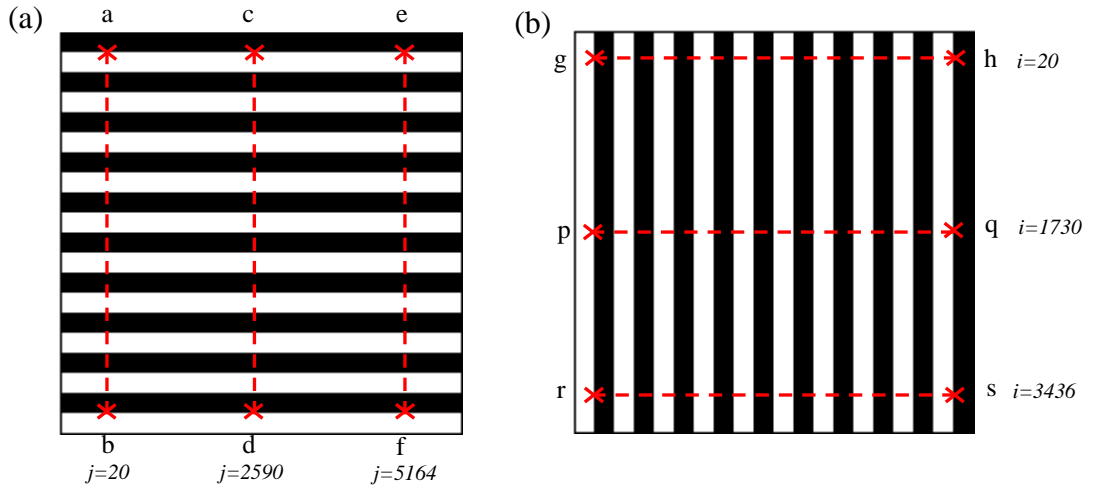 (a)
a c e
b d f
j=20 j=2590 j=5164
(b)
g h i=20
p q i=1730
r s i=3436